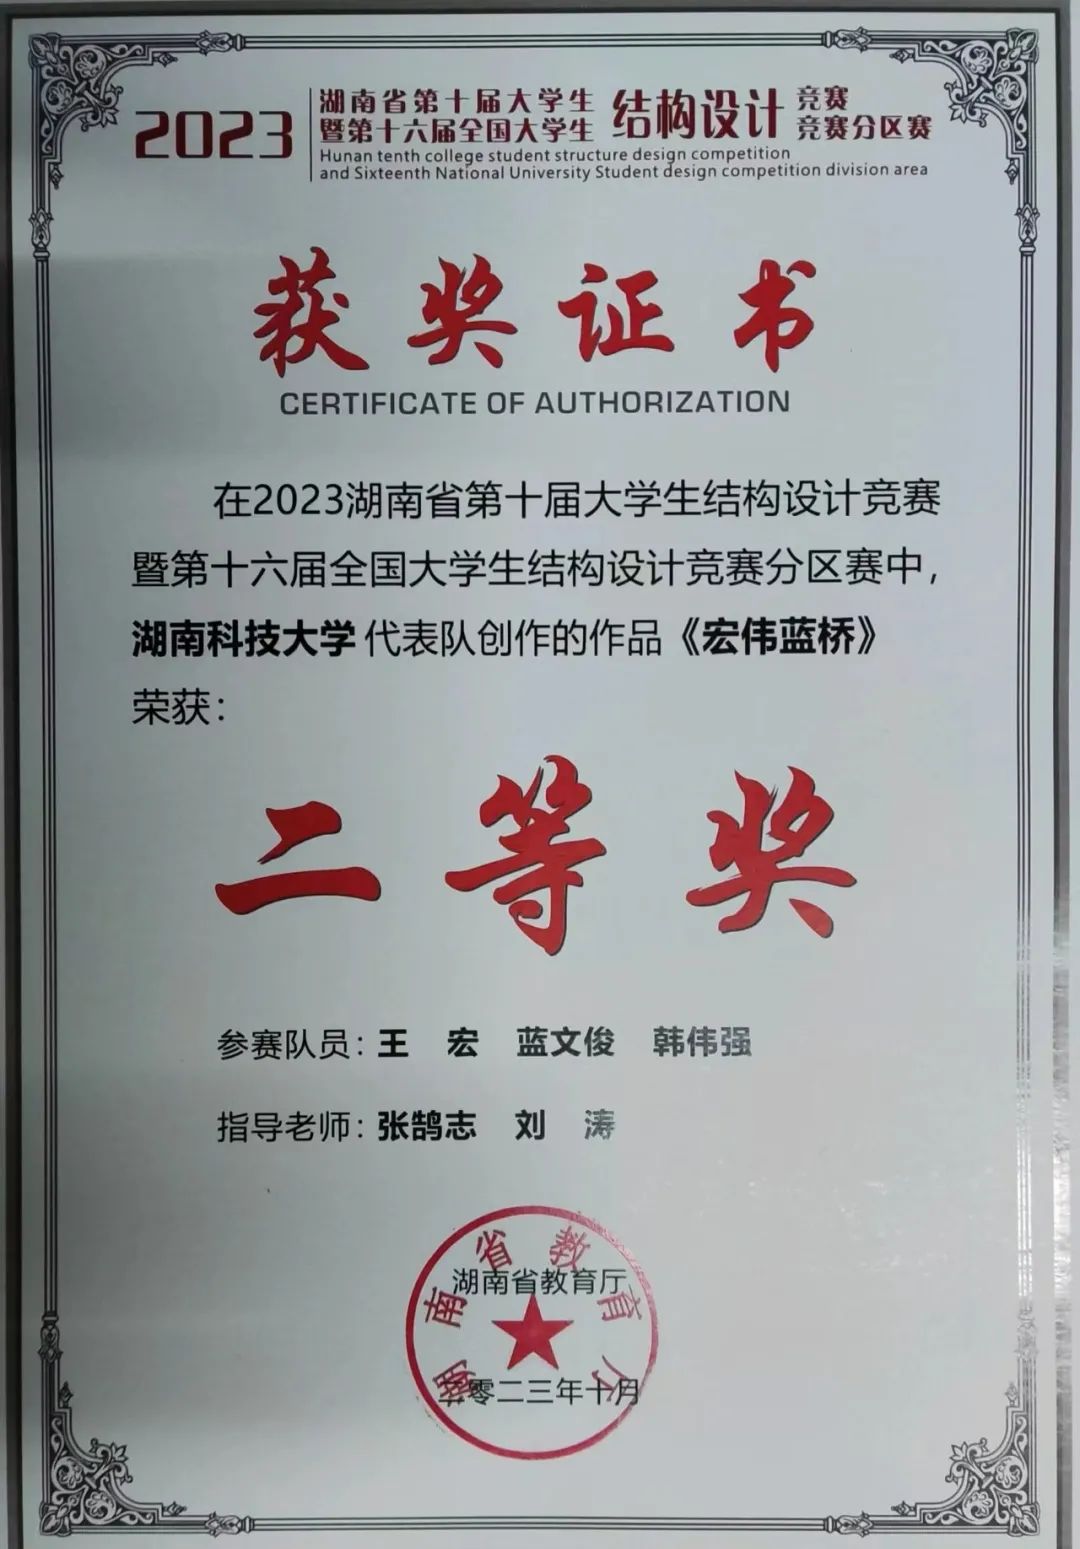 2023
湖南省第十届大学生 结构设计 竞赛
暨第十六届全国大学生 竞赛分区赛
Hunan tenth college student structure design competition
and Sixteenth National University Student design competition division area
获奖证书
CERTIFICATE OF AUTHORIZATION
在2023湖南省第十届大学生结构设计竞赛
暨第十六届全国大学生结构设计竞赛分区赛中，
湖南科技大学 代表队创作的作品《宏伟蓝桥》
荣获：
二等奖
参赛队员：王 宏 蓝文俊 韩伟强
指导老师：张鹄志 刘 涛
湖南省教育厅
湖南省教育厅
二零二三年十月